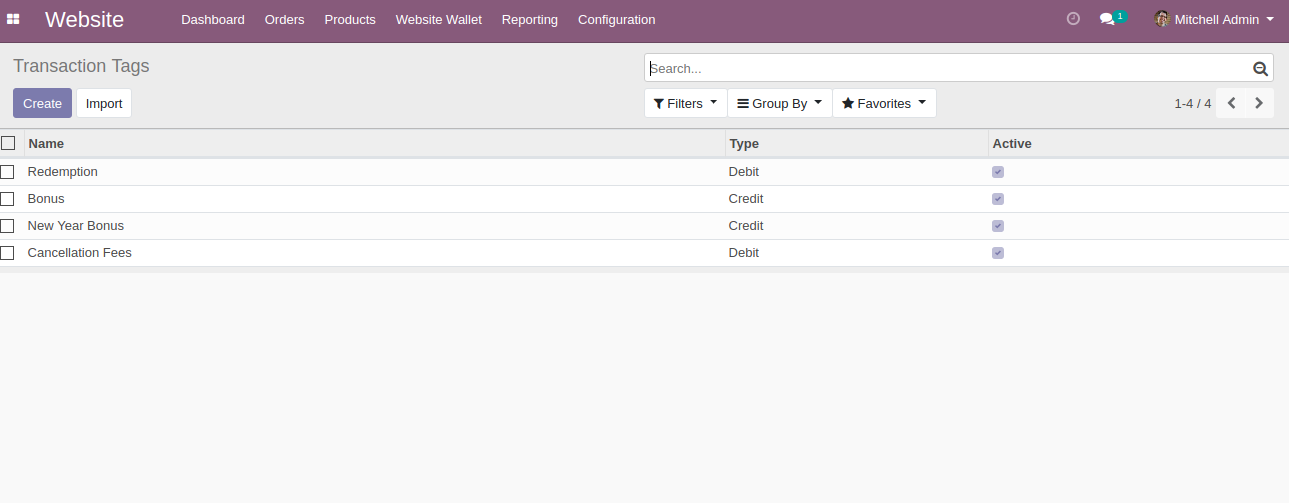 Website Dashboard Orders Products Website Wallet Reporting Configuration 1 Mitchell Admin
Transaction Tags Search...
Create Import Filters Group By Favorites 1-4 / 4
Name Type Active
Redemption Debit
Bonus Credit
New Year Bonus Credit
Cancellation Fees Debit